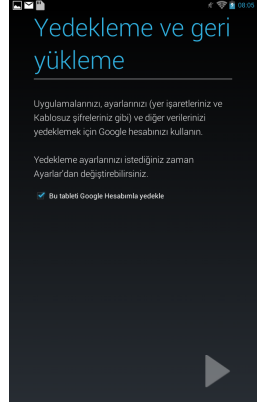 08:05
Yedekleme ve geri
yükleme
Uygulamalarınızı, ayarlarınızı (yer işaretleriniz ve
Kablosuz şifreleriniz gibi) ve diğer verilerinizi
yedeklemek için Google hesabınızı kullanın.
Yedekleme ayarlarınızı istediğiniz zaman
Ayarlar'dan değiştirebilirsiniz.
Bu tableti Google Hesabımla yedekle